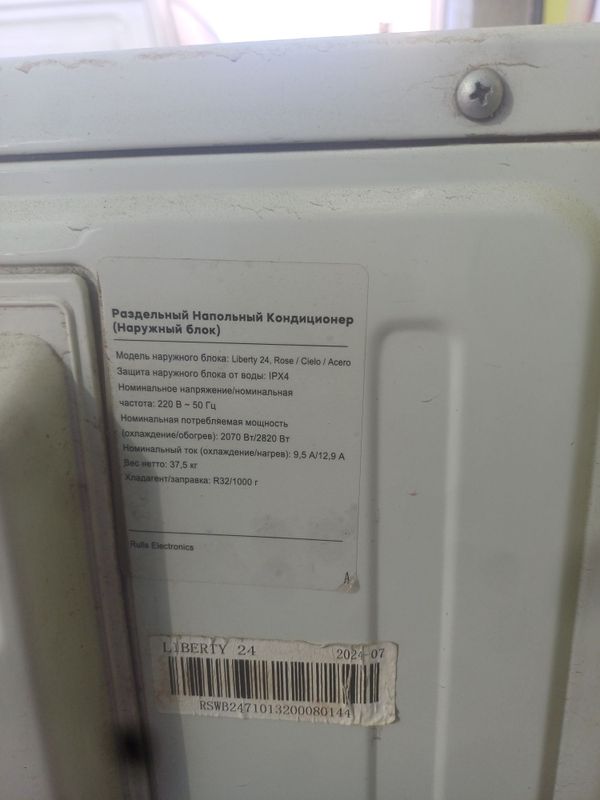 Раздельный Напольный Кондиционер
(Наружный блок)
Модель наружного блока: Liberty 24, Rose / Cielo / Acero
Защита наружного блока от воды: IPX4
Номинальное напряжение/номинальная
частота: 220 В ~ 50 Гц
Номинальная потребляемая мощность
(охлаждение/обогрев): 2070 Вт/2820 Вт
Номинальный ток (охлаждение/нагрев): 9,5 А/12,9 А
Вес нетто: 37,5 кг
Хладагент/заправка: R32/1000 г
Rulls Electronics
A
LIBERTY 24 2024-07
RSWB2471013200080144